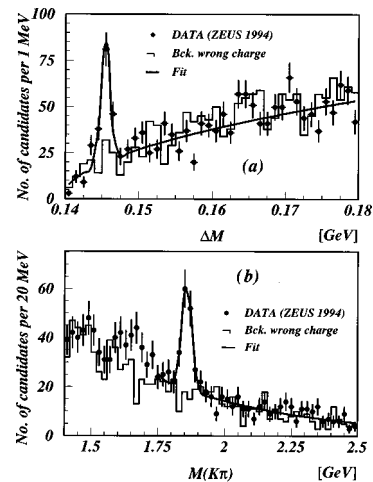 No. of candidates per 1 MeV
100
75
50
25
0
DATA (ZEUS 1994)
Bck. wrong charge
Fit
(a)
0.14
0.15
0.16
0.17
0.18
ΔM
[GeV]
No. of candidates per 20 MeV
60
40
20
0
(b)
DATA (ZEUS 1994)
Bck. wrong charge
Fit
1.5
1.75
2
2.25
2.5
M(Kπ)
[GeV]